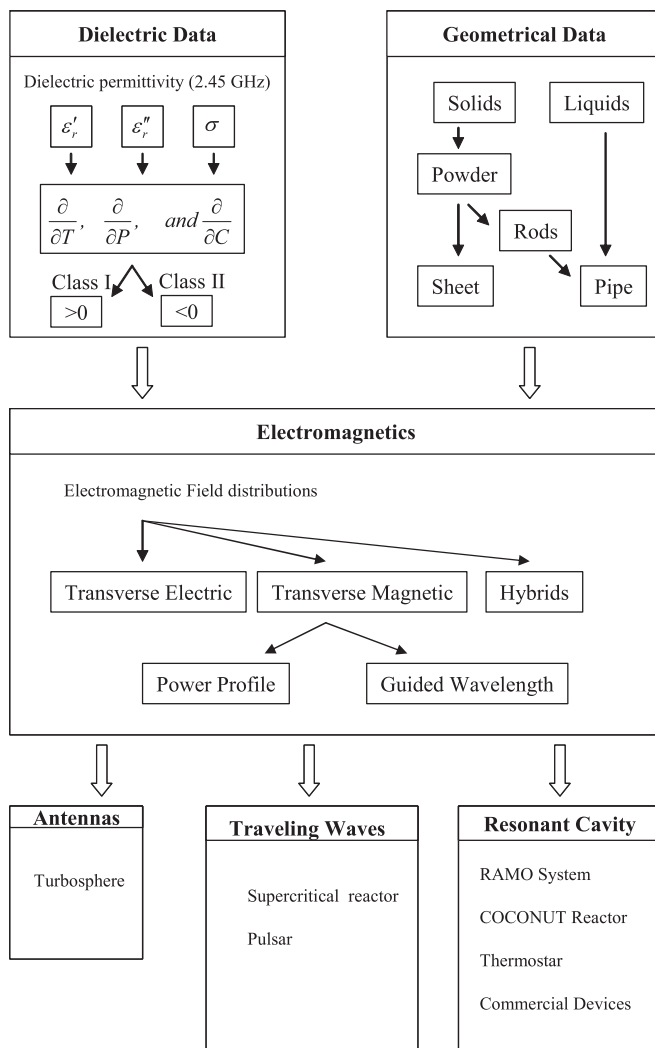 Dielectric Data
Dielectric permittivity (2.45 GHz)
ε′r ε″r σ
∂/∂T, ∂/∂P, and ∂/∂C
Class I Class II
>0 <0
Geometrical Data
Solids Liquids
Powder
Rods
Sheet Pipe
Electromagnetics
Electromagnetic Field distributions
Transverse Electric Transverse Magnetic Hybrids
Power Profile Guided Wavelength
Antennas
Turbosphere
Traveling Waves
Supercritical reactor
Pulsar
Resonant Cavity
RAMO System
COCONUT Reactor
Thermostar
Commercial Devices